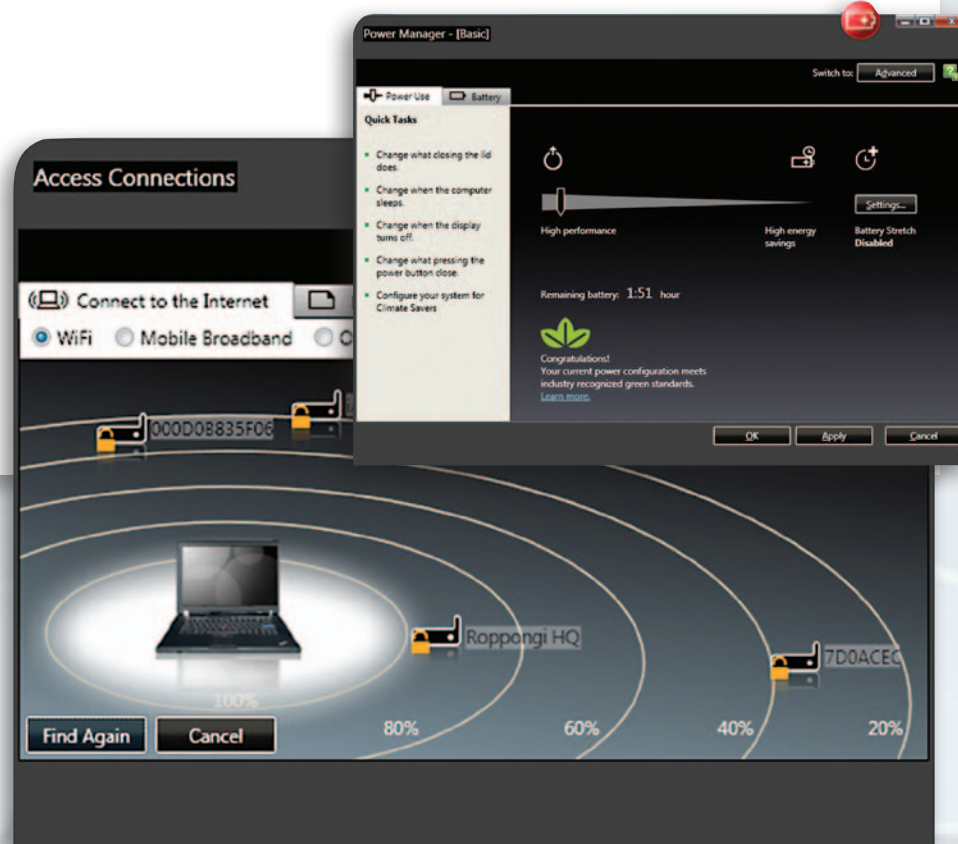 Power Manager - [Basic]
Switch to: Advanced
Power Use Battery
Quick Tasks
Change what closing the lid
does.
Change when the computer
sleeps.
Change when the display
turns off.
Change what pressing the
power button close.
Configure your system for
Climate Savers
Settings...
High performance
High energy
savings
Battery Stretch
Disabled
Remaining battery: 1:51 hour
Congratulations!
Your current power configuration meets
industry recognized green standards.
Learn more.
OK Apply Cancel
Access Connections
Connect to the Internet
WiFi Mobile Broadband
000D0B835F06
Roppongi HQ
7D0ACEC
100%
80% 60% 40% 20%
Find Again Cancel